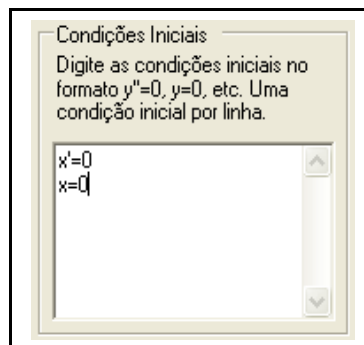 Condições Iniciais
Digite as condições iniciais no
formato y''=0, y=0, etc. Uma
condição inicial por linha.
x'=0
x=0